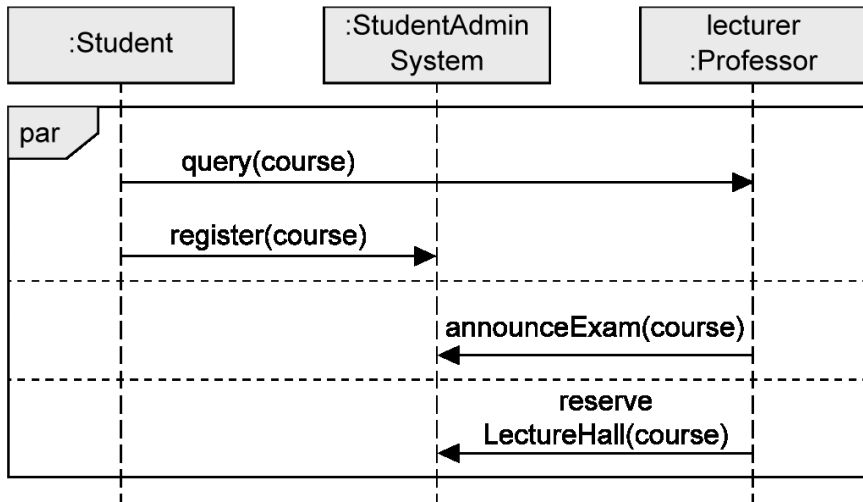 :Student
:StudentAdmin
System
lecturer
:Professor
par
query(course)
register(course)
announceExam(course)
reserve
LectureHall(course)